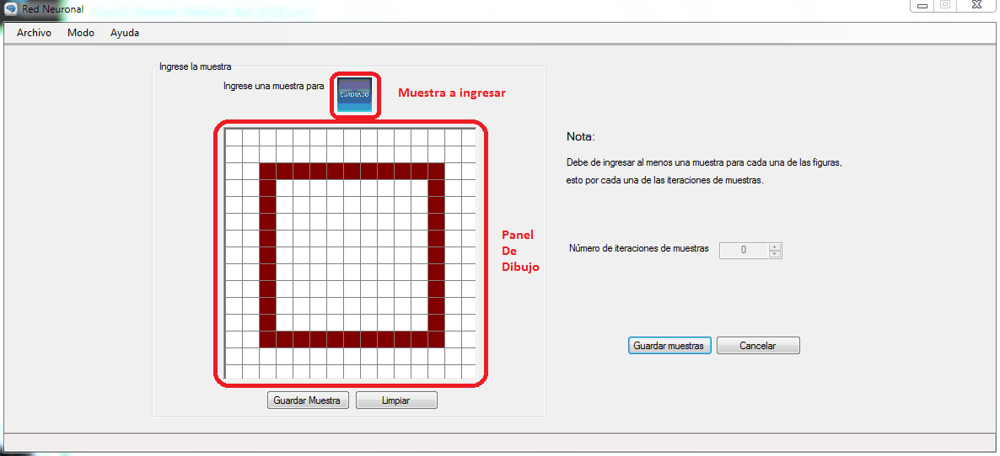 Red Neuronal
Archivo Modo Ayuda
Ingrese la muestra
Ingrese una muestra para
CUADRADO
Muestra a ingresar
Panel
De
Dibujo
Guardar Muestra
Limpiar
Nota:
Debe de ingresar al menos una muestra para cada una de las figuras,
esto por cada una de las iteraciones de muestras.
Número de iteraciones de muestras
0
Guardar muestras
Cancelar